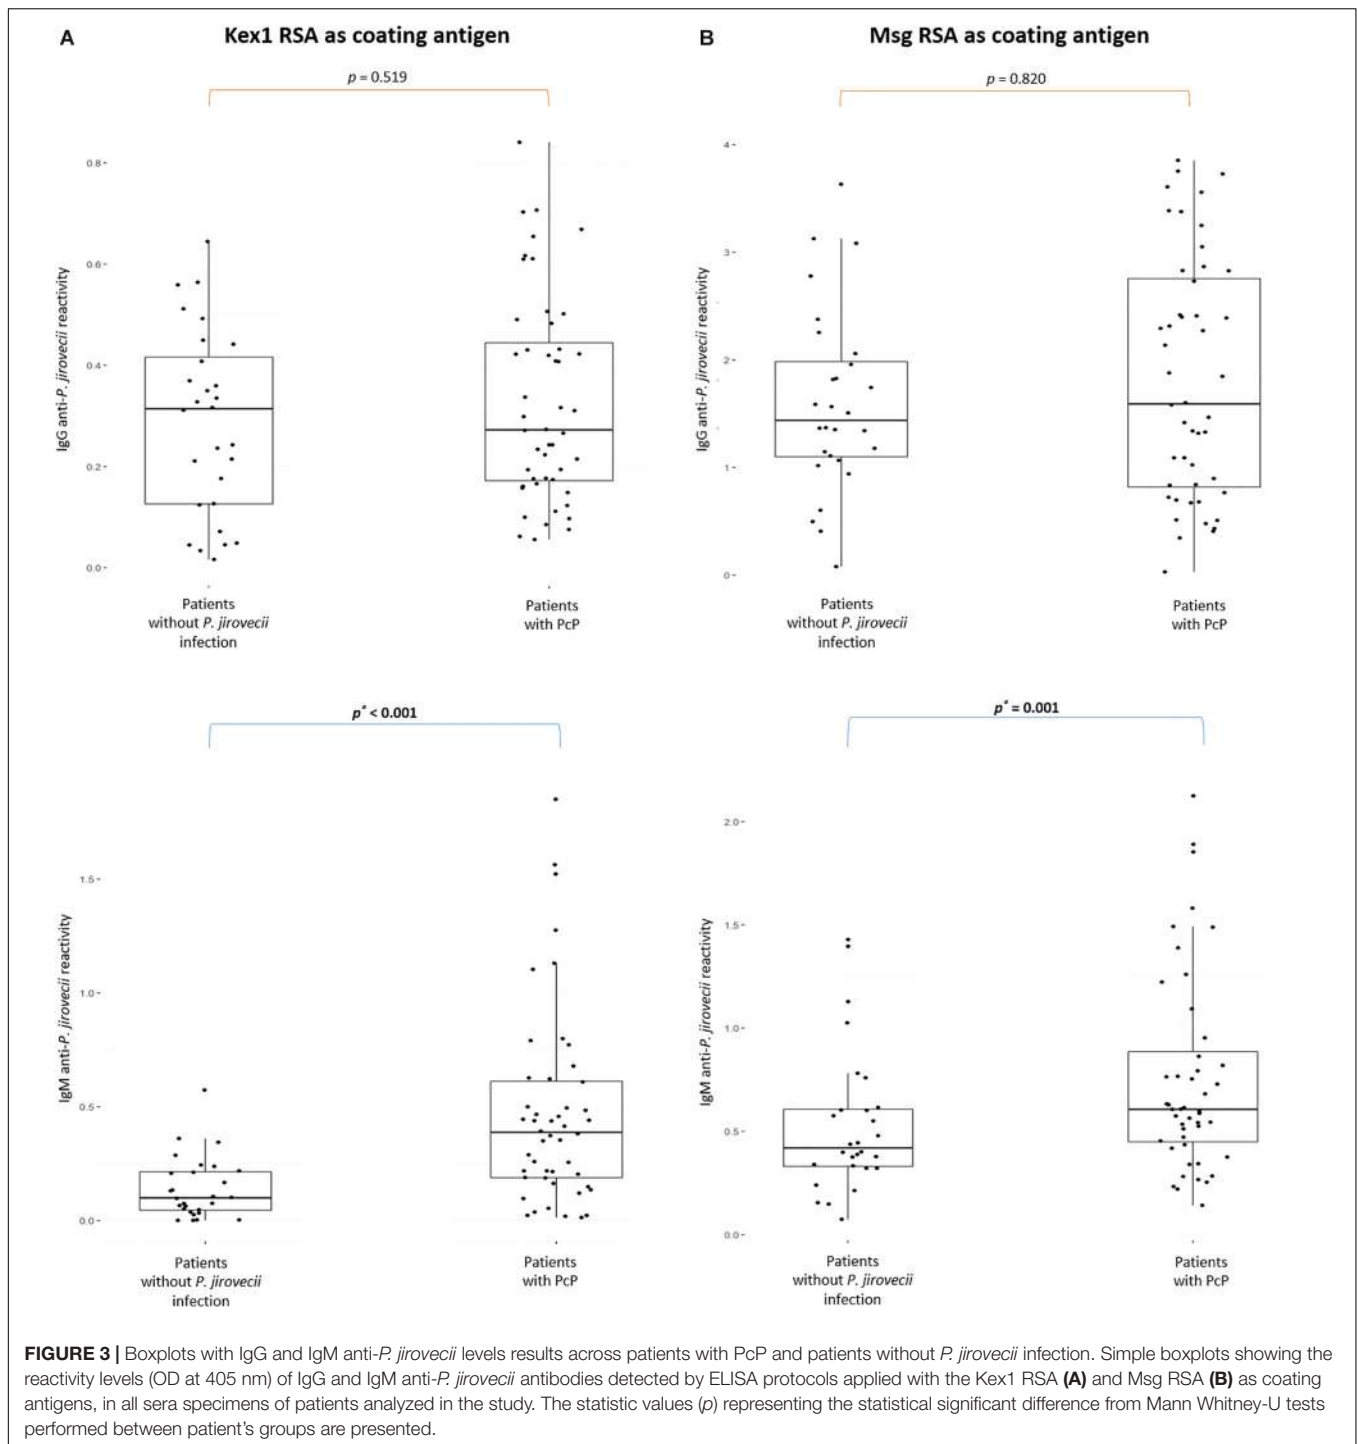 A
Kex1 RSA as coating antigen
p = 0.519
0.8
0.6
0.4
0.2
0.0
IgG anti-P. jirovecii reactivity
Patients
without P. jirovecii
infection
Patients
with PcP
B
Msg RSA as coating antigen
p = 0.820
4
3
2
1
0
IgG anti-P. jirovecii reactivity
Patients
without P. jirovecii
infection
Patients
with PcP
p* < 0.001
1.5
1.0
0.5
0.0
IgM anti-P. jirovecii reactivity
Patients
without P. jirovecii
infection
Patients
with PcP
p* = 0.001
2.0
1.5
1.0
0.5
0.0
IgM anti-P. jirovecii reactivity
Patients
without P. jirovecii
infection
Patients
with PcP
FIGURE 3 | Boxplots with IgG and IgM anti-P. jirovecii levels results across patients with PcP and patients without P. jirovecii infection. Simple boxplots showing the
reactivity levels (OD at 405 nm) of IgG and IgM anti-P. jirovecii antibodies detected by ELISA protocols applied with the Kex1 RSA (A) and Msg RSA (B) as coating
antigens, in all sera specimens of patients analyzed in the study. The statistic values (p) representing the statistical significant difference from Mann Whitney-U tests
performed between patient's groups are presented.